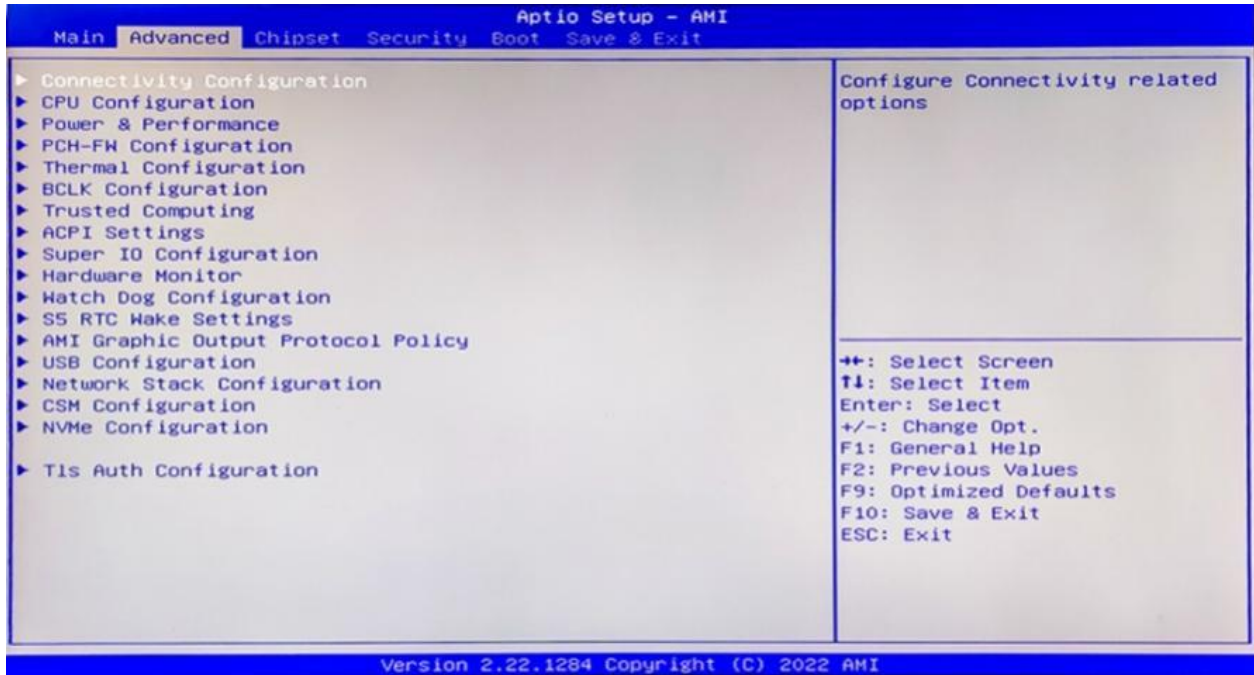 Aptio Setup - AMI
Main Advanced Chipset Security Boot Save & Exit
► Connectivity Configuration
► CPU Configuration
► Power & Performance
► PCH-FW Configuration
► Thermal Configuration
► BCLK Configuration
► Trusted Computing
► ACPI Settings
► Super IO Configuration
► Hardware Monitor
► Watch Dog Configuration
► S5 RTC Wake Settings
► AMI Graphic Output Protocol Policy
► USB Configuration
► Network Stack Configuration
► CSM Configuration
► NVMe Configuration
► Tls Auth Configuration
Configure Connectivity related
options
→←: Select Screen
↑↓: Select Item
Enter: Select
+/-: Change Opt.
F1: General Help
F2: Previous Values
F9: Optimized Defaults
F10: Save & Exit
ESC: Exit
Version 2.22.1284 Copyright (C) 2022 AMI